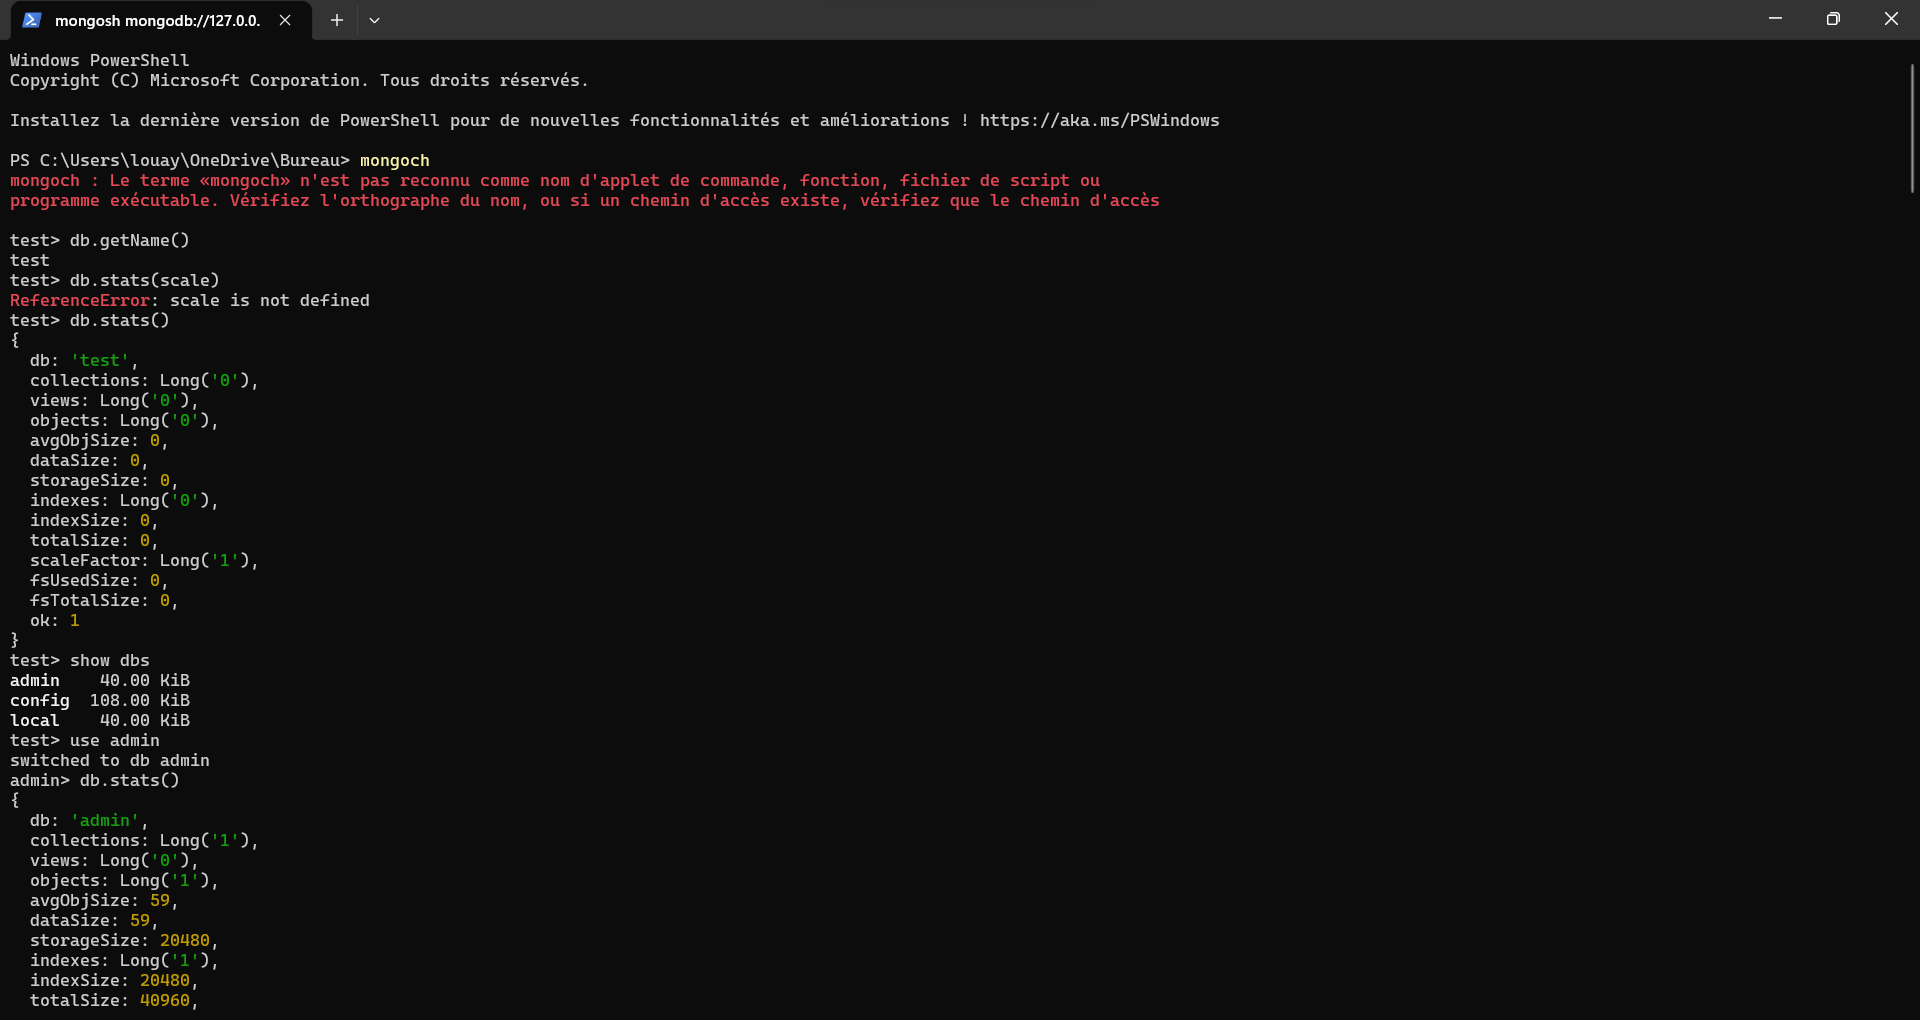 mongosh mongodb://127.0.0.
Windows PowerShell
Copyright (C) Microsoft Corporation. Tous droits réservés.
Installez la dernière version de PowerShell pour de nouvelles fonctionnalités et améliorations ! https://aka.ms/PSWindows
PS C:\Users\louay\OneDrive\Bureau> mongoch
mongoch : Le terme «mongoch» n'est pas reconnu comme nom d'applet de commande, fonction, fichier de script ou
programme exécutable. Vérifiez l'orthographe du nom, ou si un chemin d'accès existe, vérifiez que le chemin d'accès
test> db.getName()
test
test> db.stats(scale)
ReferenceError: scale is not defined
test> db.stats()
{
  db: 'test',
  collections: Long('0'),
  views: Long('0'),
  objects: Long('0'),
  avgObjSize: 0,
  dataSize: 0,
  storageSize: 0,
  indexes: Long('0'),
  indexSize: 0,
  totalSize: 0,
  scaleFactor: Long('1'),
  fsUsedSize: 0,
  fsTotalSize: 0,
  ok: 1
}
test> show dbs
admin    40.00 KiB
config  108.00 KiB
local    40.00 KiB
test> use admin
switched to db admin
admin> db.stats()
{
  db: 'admin',
  collections: Long('1'),
  views: Long('0'),
  objects: Long('1'),
  avgObjSize: 59,
  dataSize: 59,
  storageSize: 20480,
  indexes: Long('1'),
  indexSize: 20480,
  totalSize: 40960,